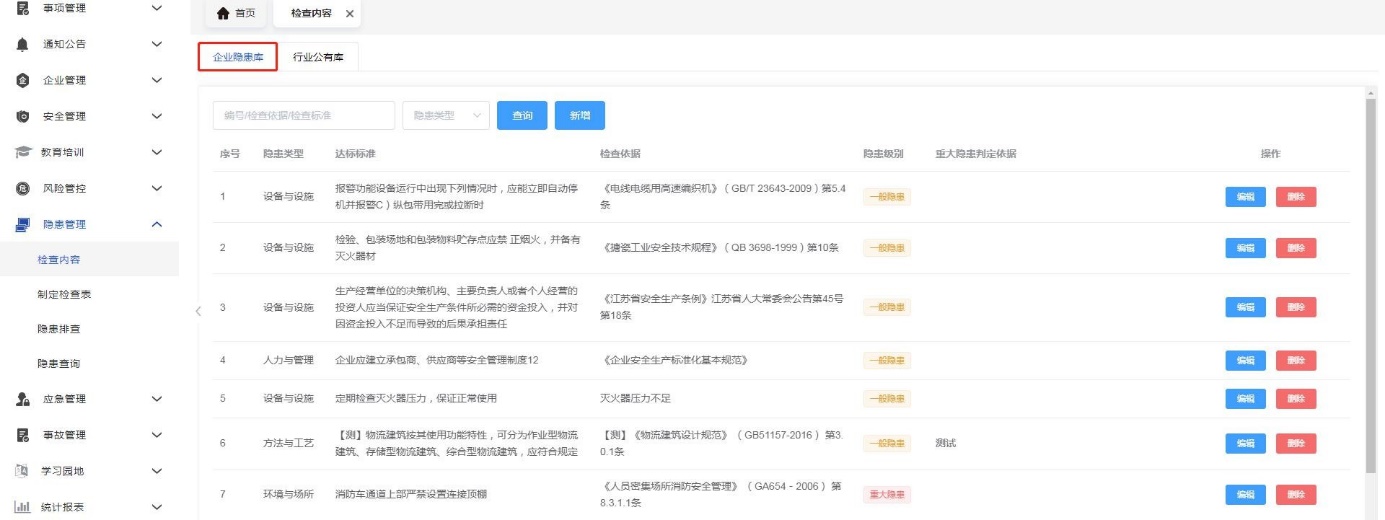 事项管理
通知公告
企业管理
安全管理
教育培训
风险管控
隐患管理
检查内容
制定检查表
隐患排查
隐患查询
应急管理
事故管理
学习园地
统计报表
首页
检查内容
企业隐患库
行业公有库
编号/检查依据/检查标准
隐患类型
查询
新增
序号 隐患类型 达标标准 检查依据 隐患级别 重大隐患判定依据 操作
1 设备与设施 报警功能设备运行中出现下列情况时，应能立即自动停 《电线电缆用高速编织机》（GB/T 23643-2009）第5.4 一般隐患 编辑 删除
机并报警C）纵包带用完或拉断时 条
2 设备与设施 检验、包装场地和包装物料贮存点应禁 正烟火，并备有 《搪瓷工业安全技术规程》（QB 3698-1999）第10条 一般隐患 编辑 删除
灭火器材
3 设备与设施 生产经营单位的决策机构、主要负责人或者个人经营的 《江苏省安全生产条例》江苏省人大常委会公告第45号 一般隐患 编辑 删除
投资人应当保证安全生产条件所必需的资金投入，并对 第18条
因资金投入不足而导致的后果承担责任
4 人力与管理 企业应建立承包商、供应商等安全管理制度12 《企业安全生产标准化基本规范》 一般隐患 编辑 删除
5 设备与设施 定期检查灭火器压力，保证正常使用 灭火器压力不足 一般隐患 编辑 删除
6 方法与工艺 【测】物流建筑按其使用功能特性，可分为作业型物流 【测】《物流建筑设计规范》（GB51157-2016）第3. 一般隐患 测试 编辑 删除
建筑、存储型物流建筑、综合型物流建筑，应符合规定 0.1条
7 环境与场所 消防车通道上部严禁设置连接顶棚 《人员密集场所消防安全管理》（GA654－2006）第 重大隐患 编辑 删除
8.3.1.1条